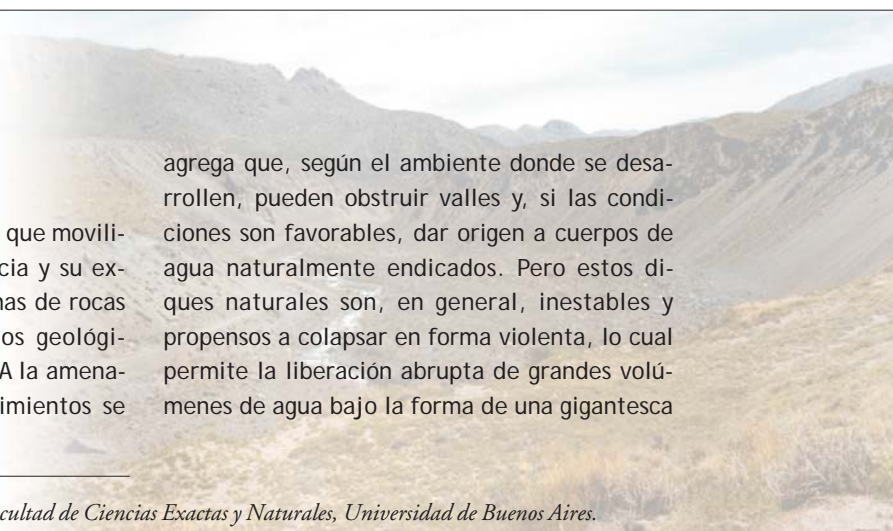 que movili-
cia y su ex-
nas de rocas
os geológi-
A la amena-
imientos se
agrega que, según el ambiente donde se desa-
rrollen, pueden obstruir valles y, si las condi-
ciones son favorables, dar origen a cuerpos de
agua naturalmente endicados. Pero estos di-
ques naturales son, en general, inestables y
propensos a colapsar en forma violenta, lo cual
permite la liberación abrupta de grandes volú-
menes de agua bajo la forma de una gigantesca
cultad de Ciencias Exactas y Naturales, Universidad de Buenos Aires.